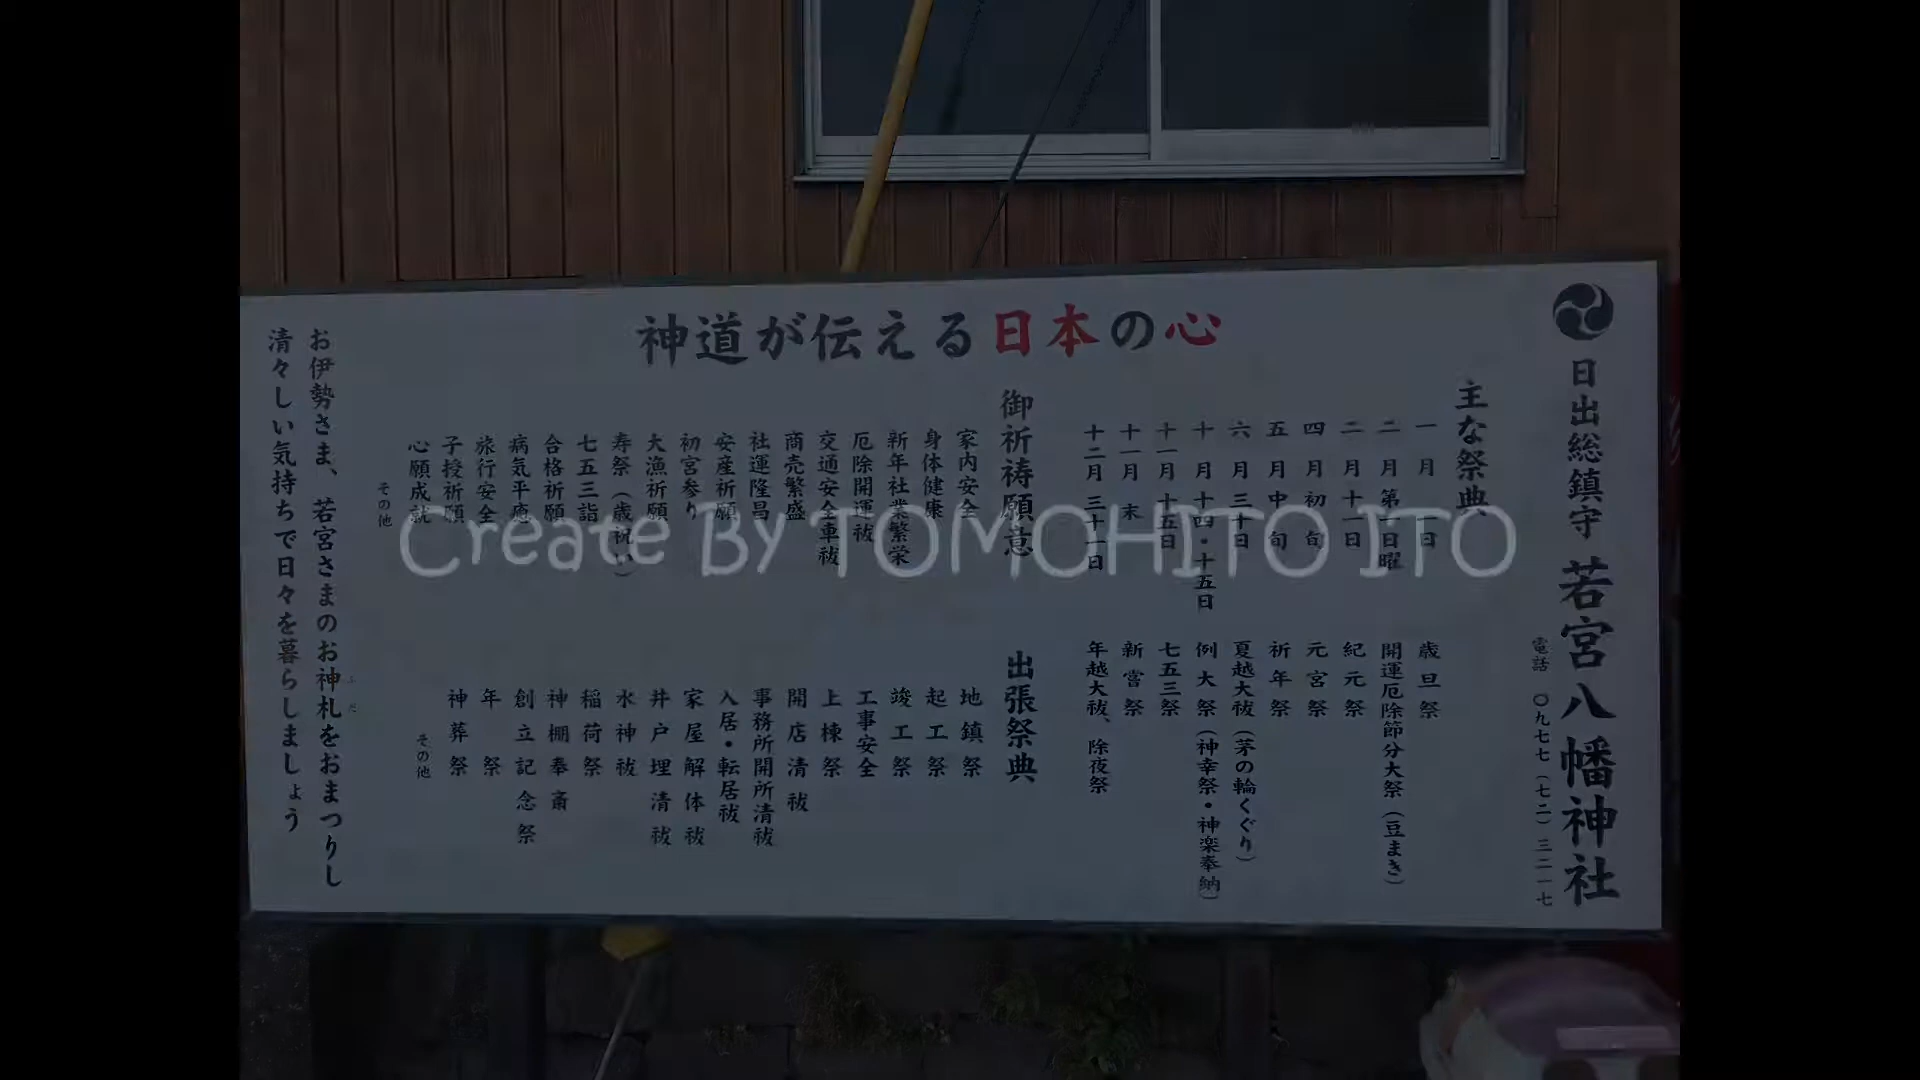 神道が伝える日本の心
日出総鎮守 若宮八幡神社
電話 〇九七七(七二)三二一七
主な祭典
一月 一日 歳旦祭
二月 第一日曜 開運厄除節分大祭(豆まき)
二月 十一日 紀元祭
四月 初旬 元宮祭
五月 中旬 祈年祭
六月 三十日 夏越大祓(茅の輪くぐり)
十月 十四・十五日 例大祭(神幸祭・神楽奉納)
十一月 十五日 七五三祭
十一月 末 新嘗祭
十二月 三十一日 年越大祓、除夜祭
御祈祷願意
家内安全
身体健康
新年社業繁栄
厄除開運祓
交通安全車祓
商売繁盛
社運隆昌
安産祈願
初宮参り
大漁祈願
寿祭(歳祝い)
七五三詣
合格祈願
病気平癒
旅行安全
子授祈願
心願成就
その他
出張祭典
地鎮祭
起工祭
竣工祭
工事安全
上棟祭
開店清祓
事務所開所清祓
入居・転居祓
家屋解体祓
井戸埋清祓
水神祓
稲荷祭
神棚奉斎
創立記念祭
年祭
神葬祭
その他
お伊勢さま、若宮さまのお神札をおまつりし
ふだ
清々しい気持ちで日々を暮らしましょう
Create By TOMOHITO ITO